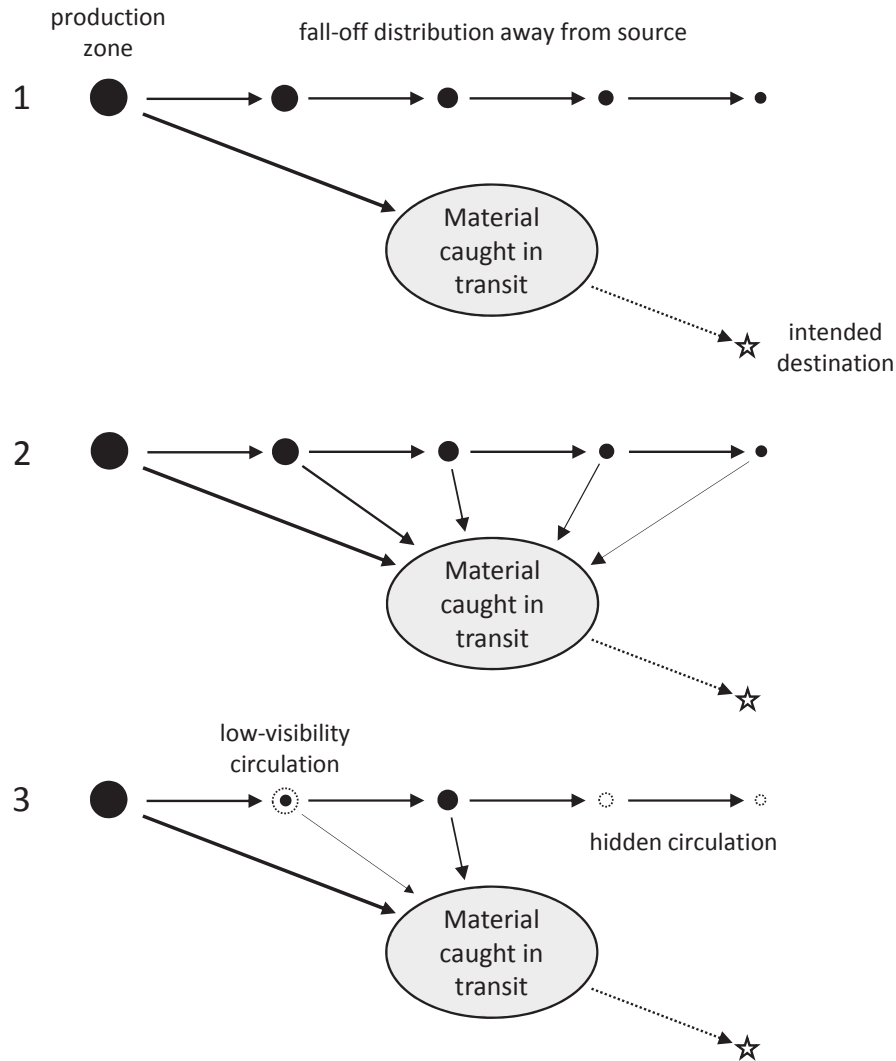 production
zone
fall-off distribution away from source
1
Material
caught in
transit
intended
destination
2
Material
caught in
transit
low-visibility
circulation
3
hidden circulation
Material
caught in
transit